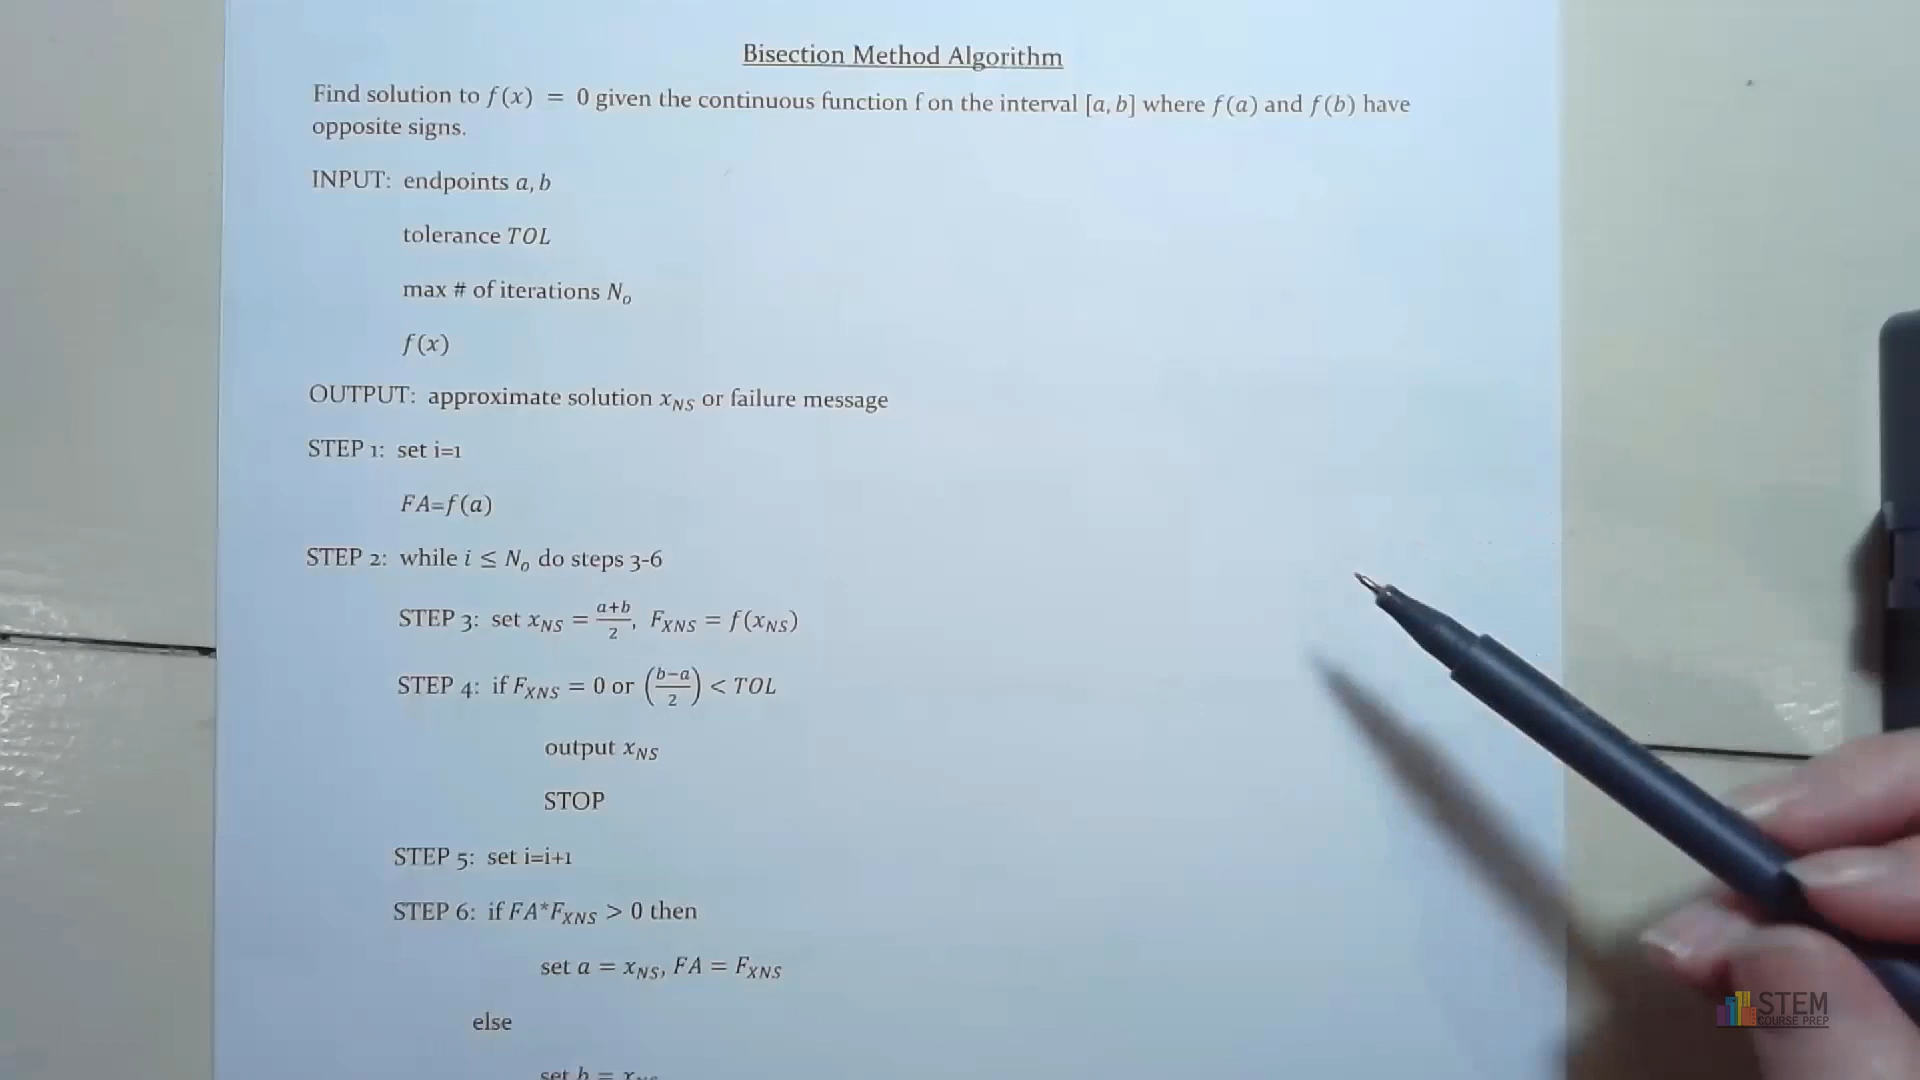 Bisection Method Algorithm
Find solution to f(x) = 0 given the continuous function f on the interval [a, b] where f(a) and f(b) have
opposite signs.
INPUT: endpoints a, b
tolerance TOL
max # of iterations Nₒ
f(x)
OUTPUT: approximate solution x_NS or failure message
STEP 1: set i=1
FA=f(a)
STEP 2: while i ≤ Nₒ do steps 3-6
STEP 3: set x_NS = (a+b)/2, F_XNS = f(x_NS)
STEP 4: if F_XNS = 0 or ((b−a)/2) < TOL
output x_NS
STOP
STEP 5: set i=i+1
STEP 6: if FA*F_XNS > 0 then
set a = x_NS, FA = F_XNS
else
set b = x_NS
STEM
COURSE PREP